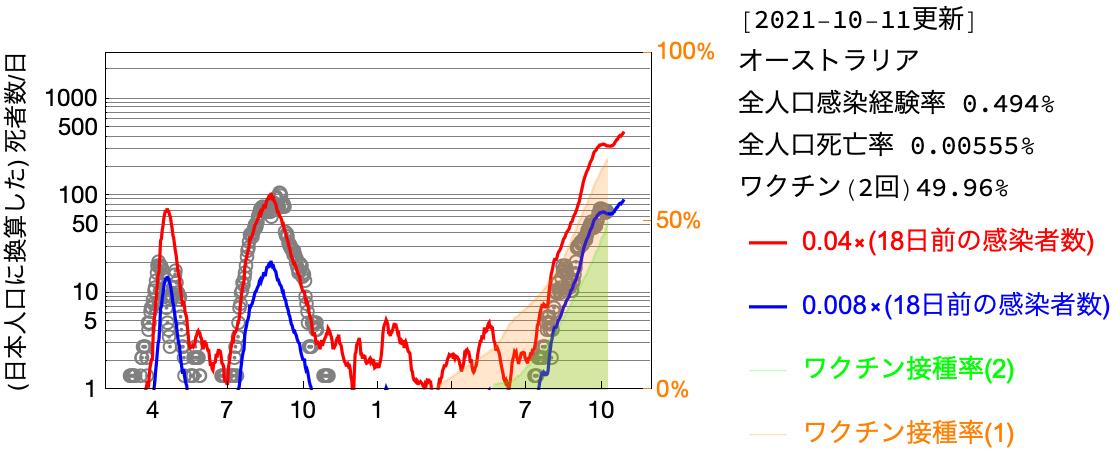 (日本人口に換算した) 死者数/日
1000
500
100
50
10
5
1
4 7 10 1 4 7 10
100%
50%
0%
[2021-10-11更新]
オーストラリア
全人口感染経験率 0.494%
全人口死亡率 0.00555%
ワクチン(2回)49.96%
0.04×(18日前の感染者数)
0.008×(18日前の感染者数)
ワクチン接種率(2)
ワクチン接種率(1)